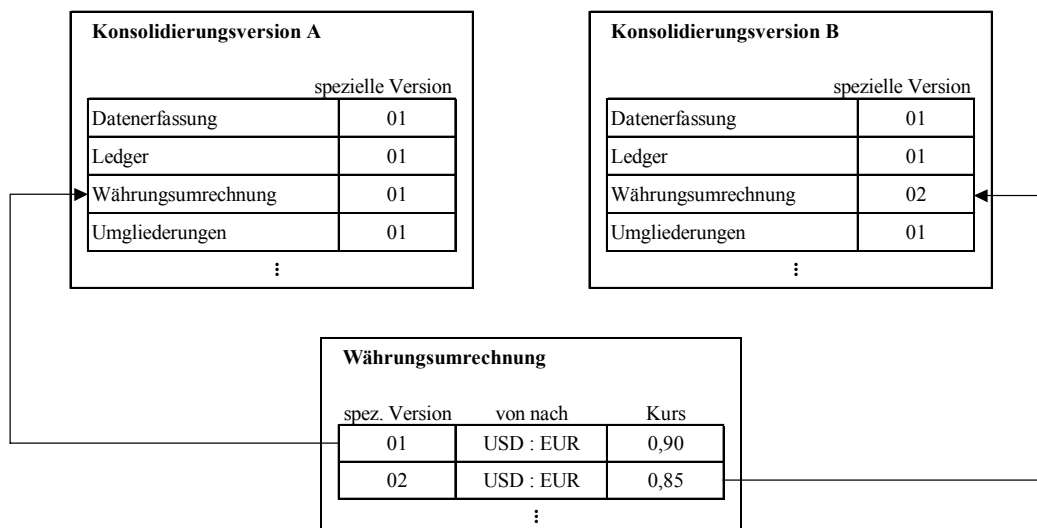 Konsolidierungsversion A
spezielle Version
Datenerfassung 01
Ledger 01
Währungsumrechnung 01
Umgliederungen 01
⋮
Konsolidierungsversion B
spezielle Version
Datenerfassung 01
Ledger 01
Währungsumrechnung 02
Umgliederungen 01
⋮
Währungsumrechnung
spez. Version von nach Kurs
01 USD : EUR 0,90
02 USD : EUR 0,85
⋮